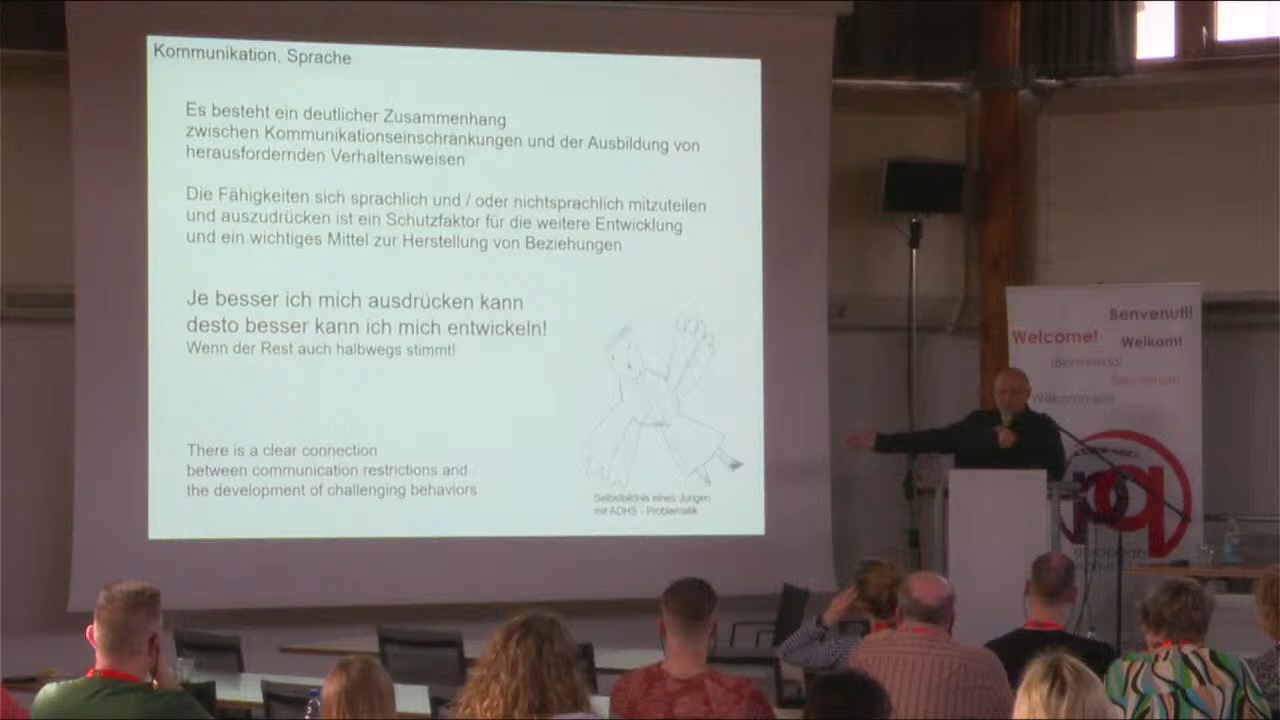 Kommunikation, Sprache
Es besteht ein deutlicher Zusammenhang
zwischen Kommunikationseinschränkungen und der Ausbildung von
herausfordernden Verhaltensweisen
Die Fähigkeiten sich sprachlich und / oder nichtsprachlich mitzuteilen
und auszudrücken ist ein Schutzfaktor für die weitere Entwicklung
und ein wichtiges Mittel zur Herstellung von Beziehungen
Je besser ich mich ausdrücken kann
desto besser kann ich mich entwickeln!
Wenn der Rest auch halbwegs stimmt!
There is a clear connection
between communication restrictions and
the development of challenging behaviors
Selbstbildnis eines Jungen
mit ADHS - Problematik
Benvenuti!
Welcome!
Welkom!
¡Bienvenido!
Willkommen!
european